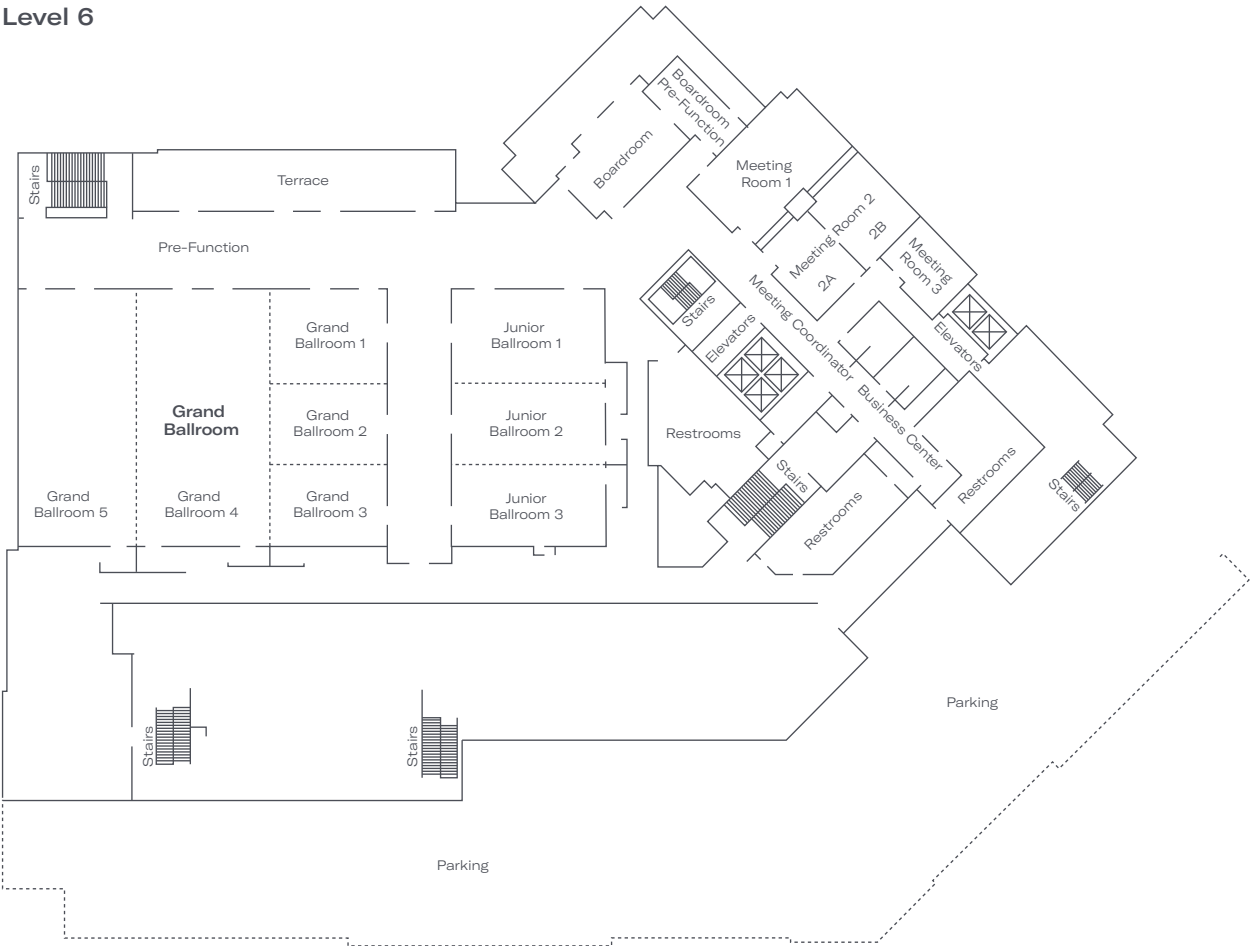 Level 6
Boardroom
Pre-Function
Boardroom
Meeting
Room 1
Stairs
Terrace
Meeting Room 2
2B
2A
Pre-Function
Meeting
Room 3
Stairs
Meeting Coordinator
Elevators
Elevators
Grand
Ballroom 1
Junior
Ballroom 1
Grand
Ballroom
Grand
Ballroom 2
Junior
Ballroom 2
Restrooms
Business Center
Stairs
Restrooms
Stairs
Grand
Ballroom 5
Grand
Ballroom 4
Grand
Ballroom 3
Junior
Ballroom 3
Restrooms
Parking
Stairs
Stairs
Parking